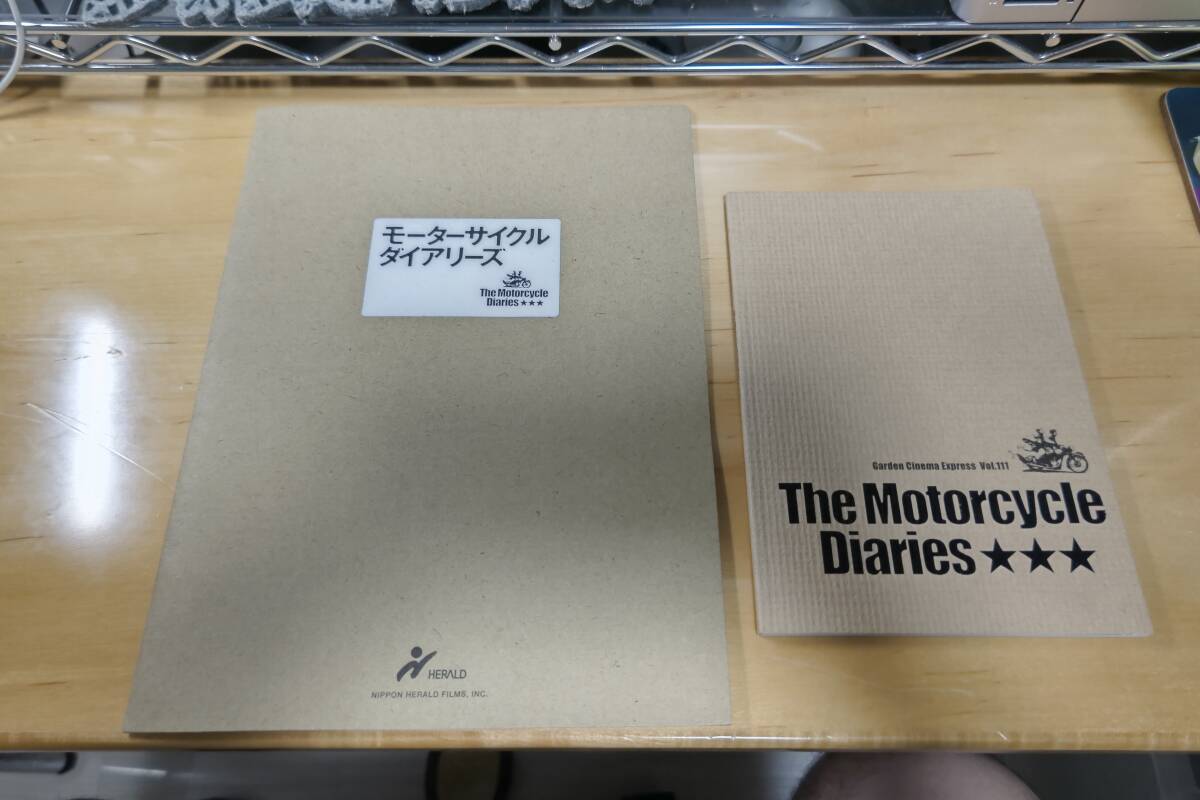 モーターサイクル
ダイアリーズ
The Motorcycle
Diaries ★★★
HERALD
NIPPON HERALD FILMS, INC.
Garden Cinema Express Vol.111
The Motorcycle
Diaries ★★★